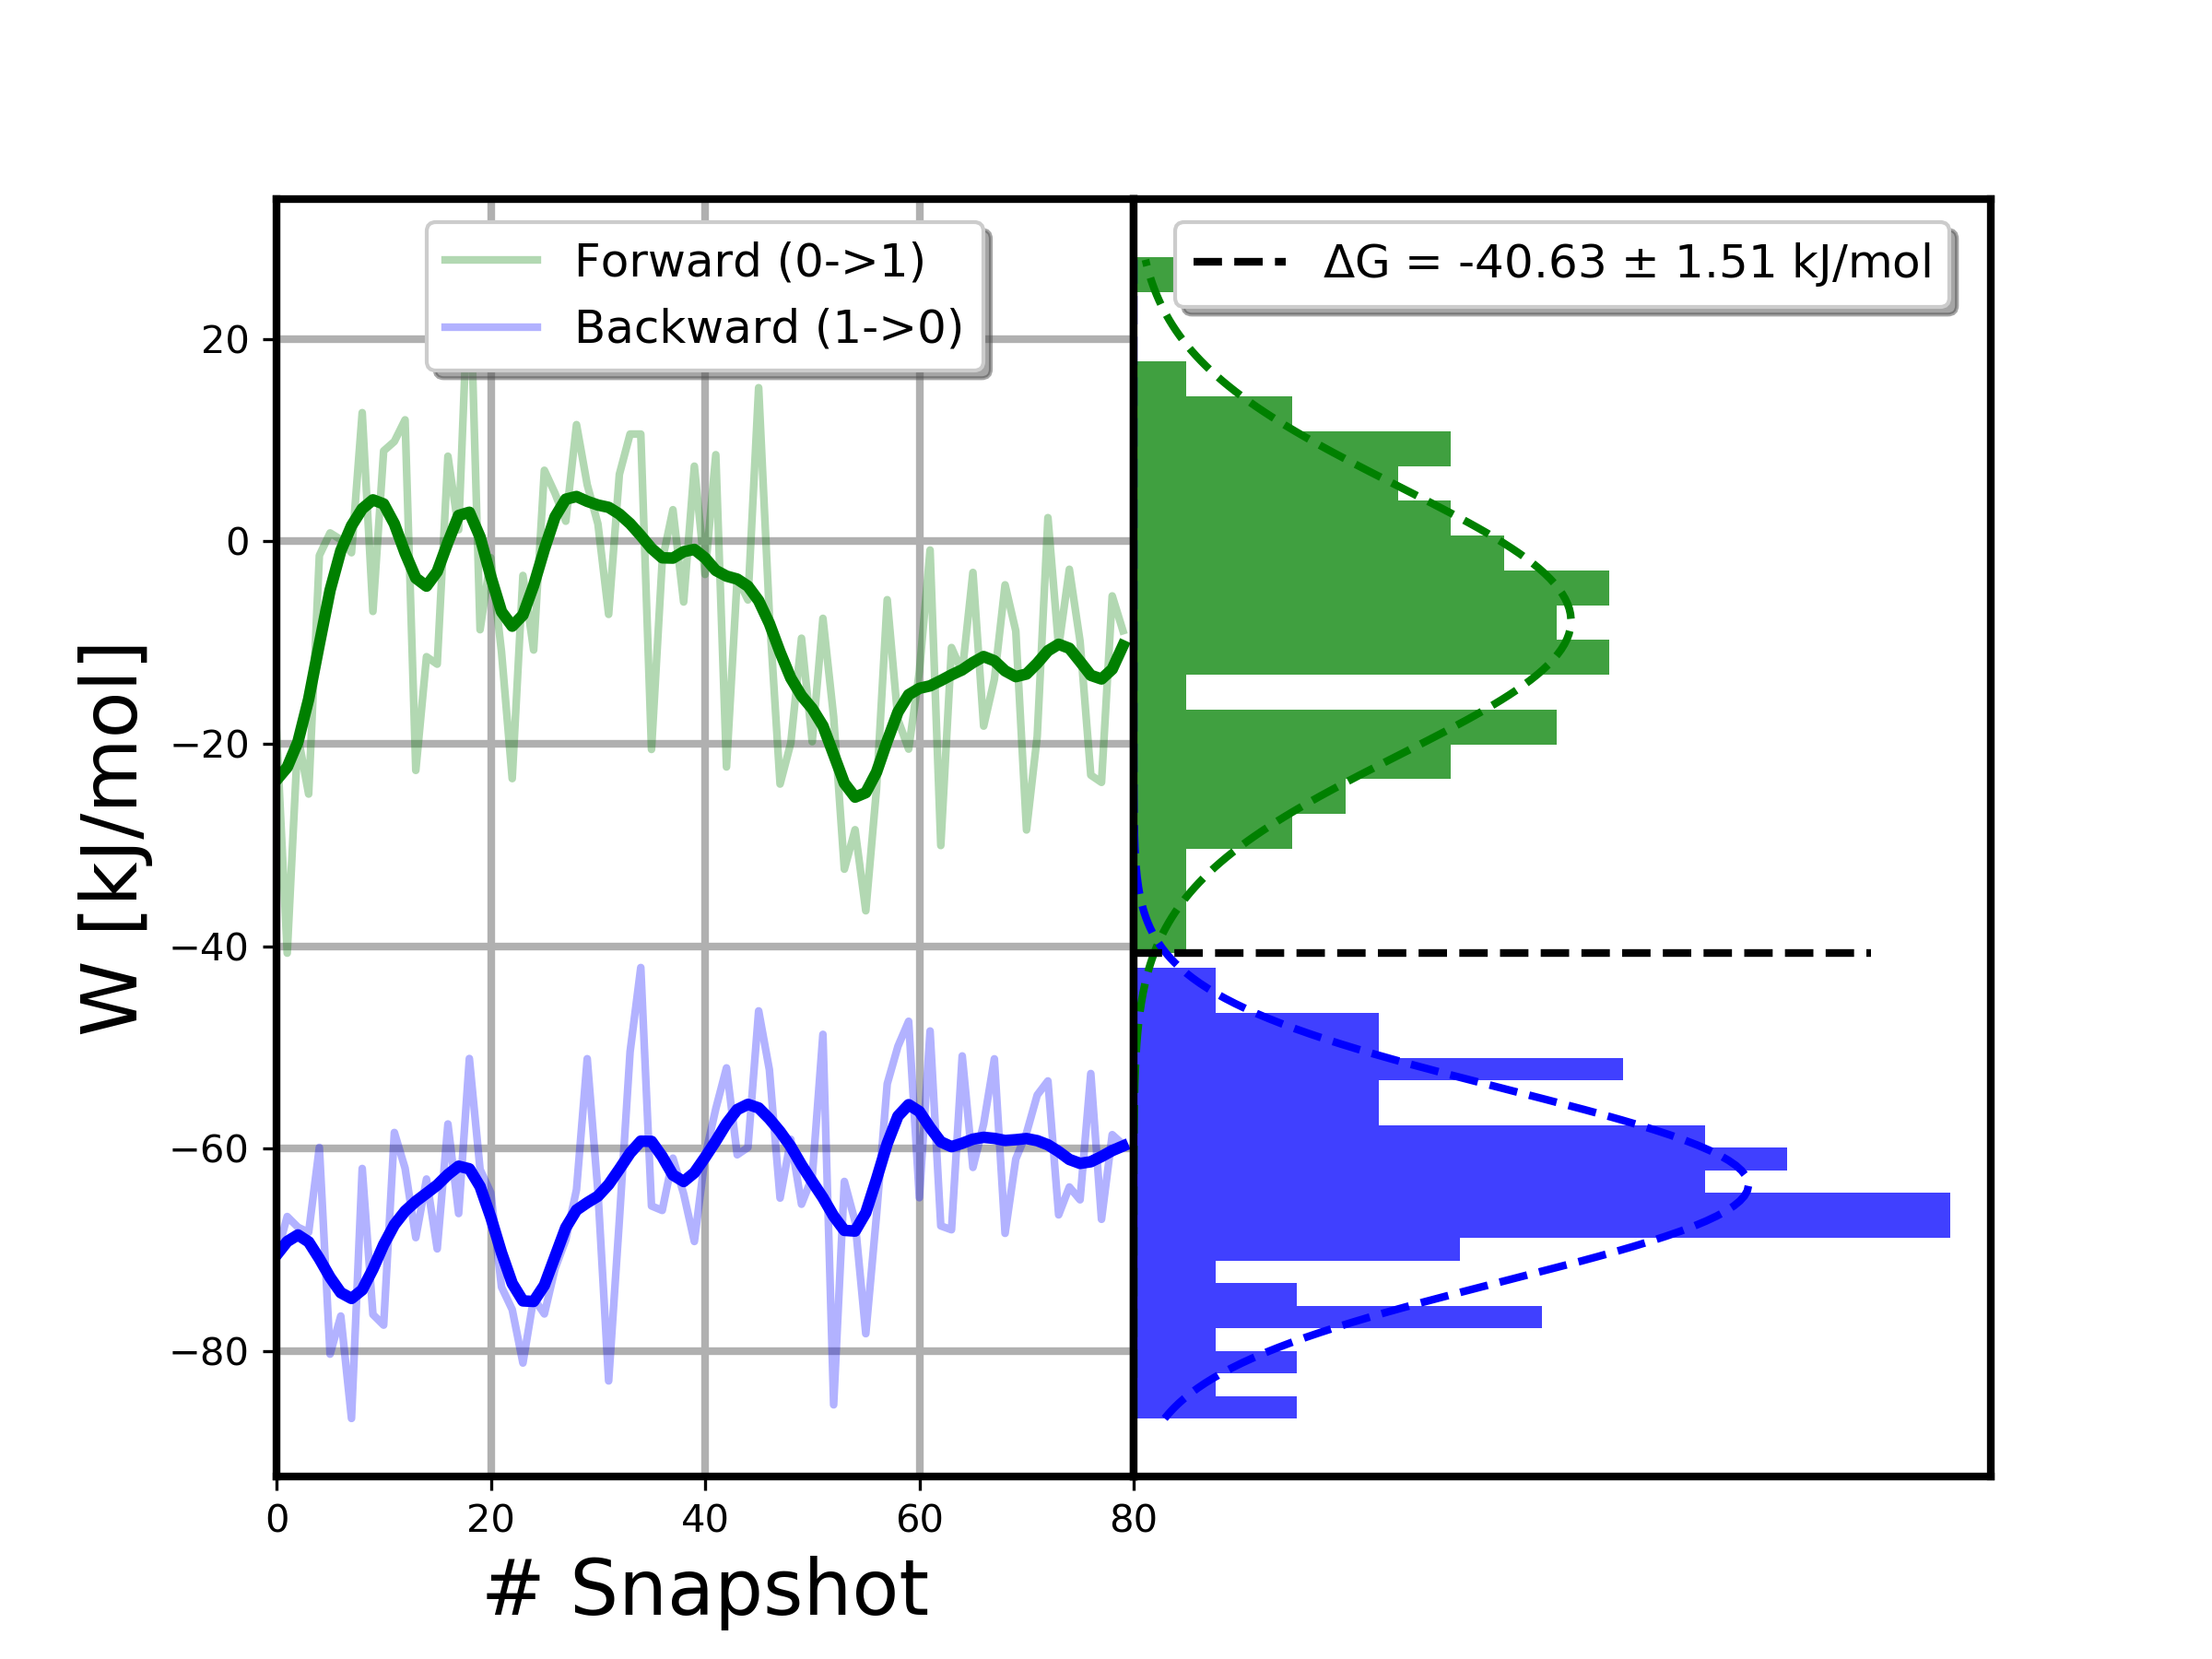 Forward (0->1)
Backward (1->0)
ΔG = -40.63 ± 1.51 kJ/mol
W [kJ/mol]
20
0
−20
−40
−60
−80
0
20
40
60
80
# Snapshot